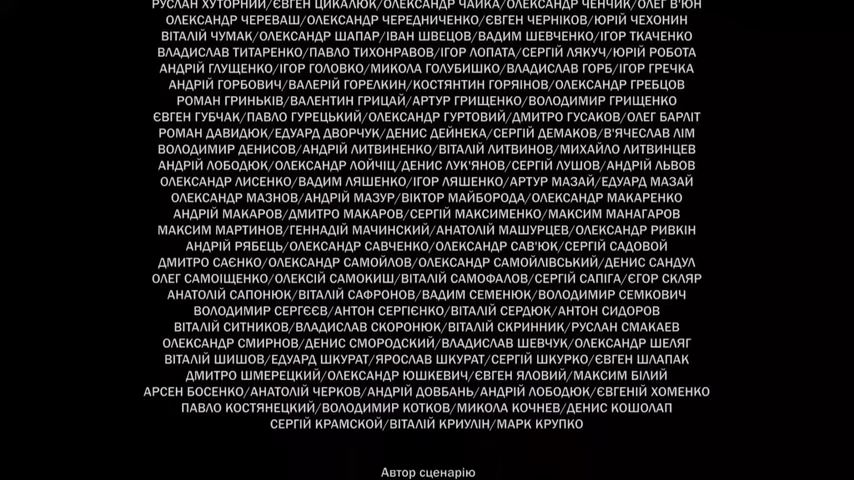 РУСЛАН ХУТОРНИЙ/ЄВГЕН ЦИКАЛЮК/ОЛЕКСАНДР ЧАЙКА/ОЛЕКСАНДР ЧЕНЧИК/ОЛЕГ В'ЮН
ОЛЕКСАНДР ЧЕРЕВАШ/ОЛЕКСАНДР ЧЕРЕДНИЧЕНКО/ЄВГЕН ЧЕРНІКОВ/ЮРІЙ ЧЕХОНИН
ВІТАЛІЙ ЧУМАК/ОЛЕКСАНДР ШАПАР/ІВАН ШВЕЦОВ/ВАДИМ ШЕВЧЕНКО/ІГОР ТКАЧЕНКО
ВЛАДИСЛАВ ТИТАРЕНКО/ПАВЛО ТИХОНРАВОВ/ІГОР ЛОПАТА/СЕРГІЙ ЛЯКУЧ/ЮРІЙ РОБОТА
АНДРІЙ ГЛУЩЕНКО/ІГОР ГОЛОВКО/МИКОЛА ГОЛУБИШКО/ВЛАДИСЛАВ ГОРБ/ІГОР ГРЕЧКА
АНДРІЙ ГОРБОВИЧ/ВАЛЕРІЙ ГОРЕЛКИН/КОСТЯНТИН ГОРЯІНОВ/ОЛЕКСАНДР ГРЕБЦОВ
РОМАН ГРИНЬКІВ/ВАЛЕНТИН ГРИЦАЙ/АРТУР ГРИЩЕНКО/ВОЛОДИМИР ГРИЩЕНКО
ЄВГЕН ГУБЧАК/ПАВЛО ГУРЕЦЬКИЙ/ОЛЕКСАНДР ГУРТОВИЙ/ДМИТРО ГУСАКОВ/ОЛЕГ БАРЛІТ
РОМАН ДАВИДЮК/ЕДУАРД ДВОРЧУК/ДЕНИС ДЕЙНЕКА/СЕРГІЙ ДЕМАКОВ/В'ЯЧЕСЛАВ ЛІМ
ВОЛОДИМИР ДЕНИСОВ/АНДРІЙ ЛИТВИНЕНКО/ВІТАЛІЙ ЛИТВИНОВ/МИХАЙЛО ЛИТВИНЦЕВ
АНДРІЙ ЛОБОДЮК/ОЛЕКСАНДР ЛОЙЧІЦ/ДЕНИС ЛУК'ЯНОВ/СЕРГІЙ ЛУШОВ/АНДРІЙ ЛЬВОВ
ОЛЕКСАНДР ЛИСЕНКО/ВАДИМ ЛЯШЕНКО/ІГОР ЛЯШЕНКО/АРТУР МАЗАЙ/ЕДУАРД МАЗАЙ
ОЛЕКСАНДР МАЗНОВ/АНДРІЙ МАЗУР/ВІКТОР МАЙБОРОДА/ОЛЕКСАНДР МАКАРЕНКО
АНДРІЙ МАКАРОВ/ДМИТРО МАКАРОВ/СЕРГІЙ МАКСИМЕНКО/МАКСИМ МАНАГАРОВ
МАКСИМ МАРТИНОВ/ГЕННАДІЙ МАЧИНСЬКИЙ/АНАТОЛІЙ МАШУРЦЕВ/ОЛЕКСАНДР РИВКІН
АНДРІЙ РЯБЕЦЬ/ОЛЕКСАНДР САВЧЕНКО/ОЛЕКСАНДР САВ'ЮК/СЕРГІЙ САДОВОЙ
ДМИТРО САЄНКО/ОЛЕКСАНДР САМОЙЛОВ/ОЛЕКСАНДР САМОЙЛІВСЬКИЙ/ДЕНИС САНДУЛ
ОЛЕГ САМОІЩЕНКО/ОЛЕКСІЙ САМОКИШ/ВІТАЛІЙ САМОФАЛОВ/СЕРГІЙ САПІГА/ЄГОР СКЛЯР
АНАТОЛІЙ САПОНЮК/ВІТАЛІЙ САФРОНОВ/ВАДИМ СЕМЕНЮК/ВОЛОДИМИР СЕМКОВИЧ
ВОЛОДИМИР СЕРГЄЄВ/АНТОН СЕРГІЄНКО/ВІТАЛІЙ СЕРДЮК/АНТОН СИДОРОВ
ВІТАЛІЙ СИТНИКОВ/ВЛАДИСЛАВ СКОРОНЮК/ВІТАЛІЙ СКРИННИК/РУСЛАН СМАКАЕВ
ОЛЕКСАНДР СМИРНОВ/ДЕНИС СМОРОДСЬКИЙ/ВЛАДИСЛАВ ШЕВЧУК/ОЛЕКСАНДР ШЕЛЯГ
ВІТАЛІЙ ШИШОВ/ЕДУАРД ШКУРАТ/ЯРОСЛАВ ШКУРАТ/СЕРГІЙ ШКУРКО/ЄВГЕН ШЛАПАК
ДМИТРО ШМЕРЕЦКИЙ/ОЛЕКСАНДР ЮШКЕВИЧ/ЄВГЕН ЯЛОВИЙ/МАКСИМ БІЛИЙ
АРСЕН БОСЕНКО/АНАТОЛІЙ ЧЕРКОВ/АНДРІЙ ДОВБАНЬ/АНДРІЙ ЛОБОДЮК/ЄВГЕНІЙ ХОМЕНКО
ПАВЛО КОСТЯНЕЦКИЙ/ВОЛОДИМИР КОТКОВ/МИКОЛА КОЧНЕВ/ДЕНИС КОШОЛАП
СЕРГІЙ КРАМСКОЙ/ВІТАЛІЙ КРИУЛІН/МАРК КРУПКО
Автор сценарію